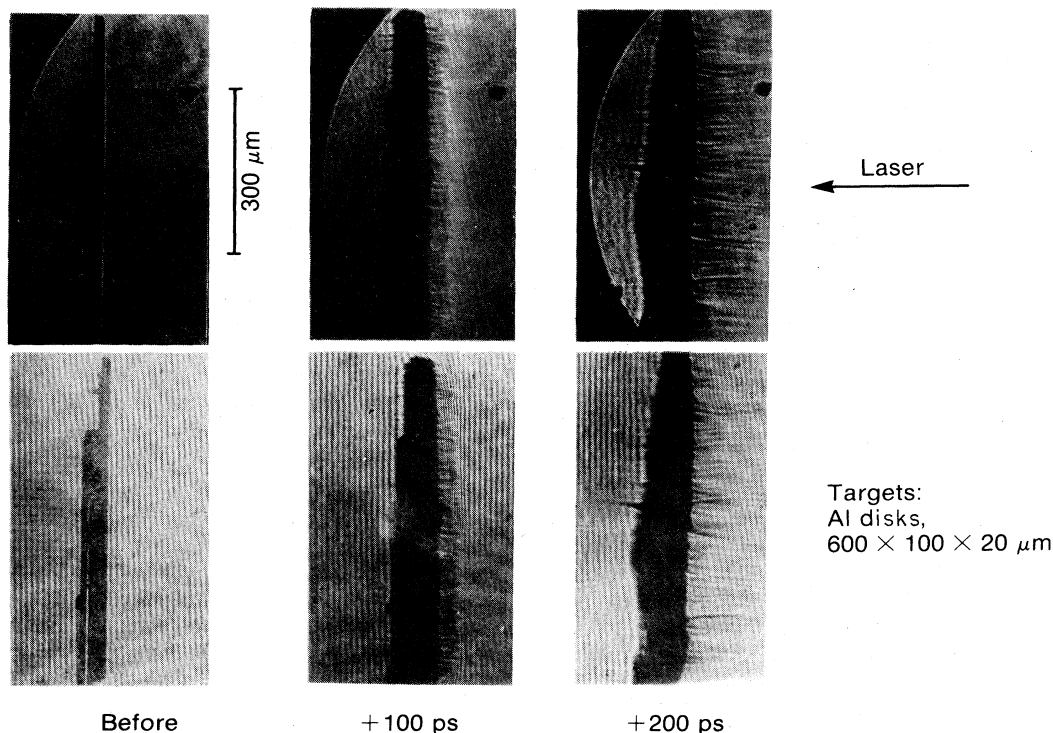 300 μm
Laser
Targets:
Al disks,
600 × 100 × 20 μm
Before
+100 ps
+200 ps